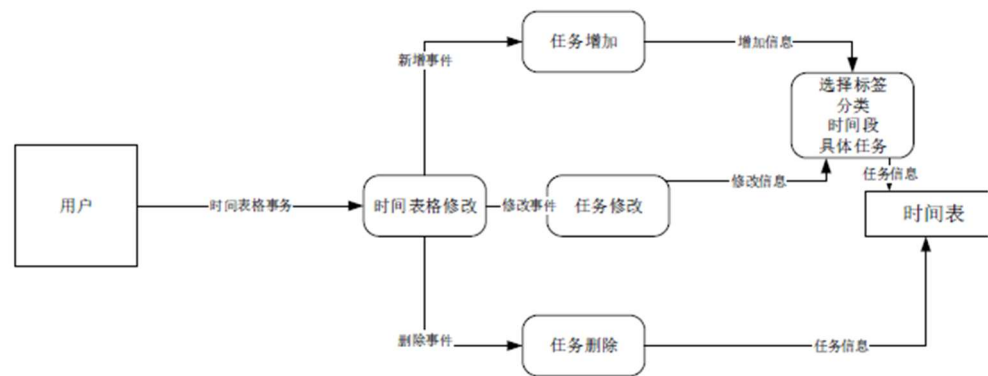 任务增加
增加信息
新增事件
选择标签
分类
时间段
具体任务
任务信息
用户
时间表格事务
时间表格修改
修改事件
任务修改
修改信息
时间表
删除事件
任务删除
任务信息